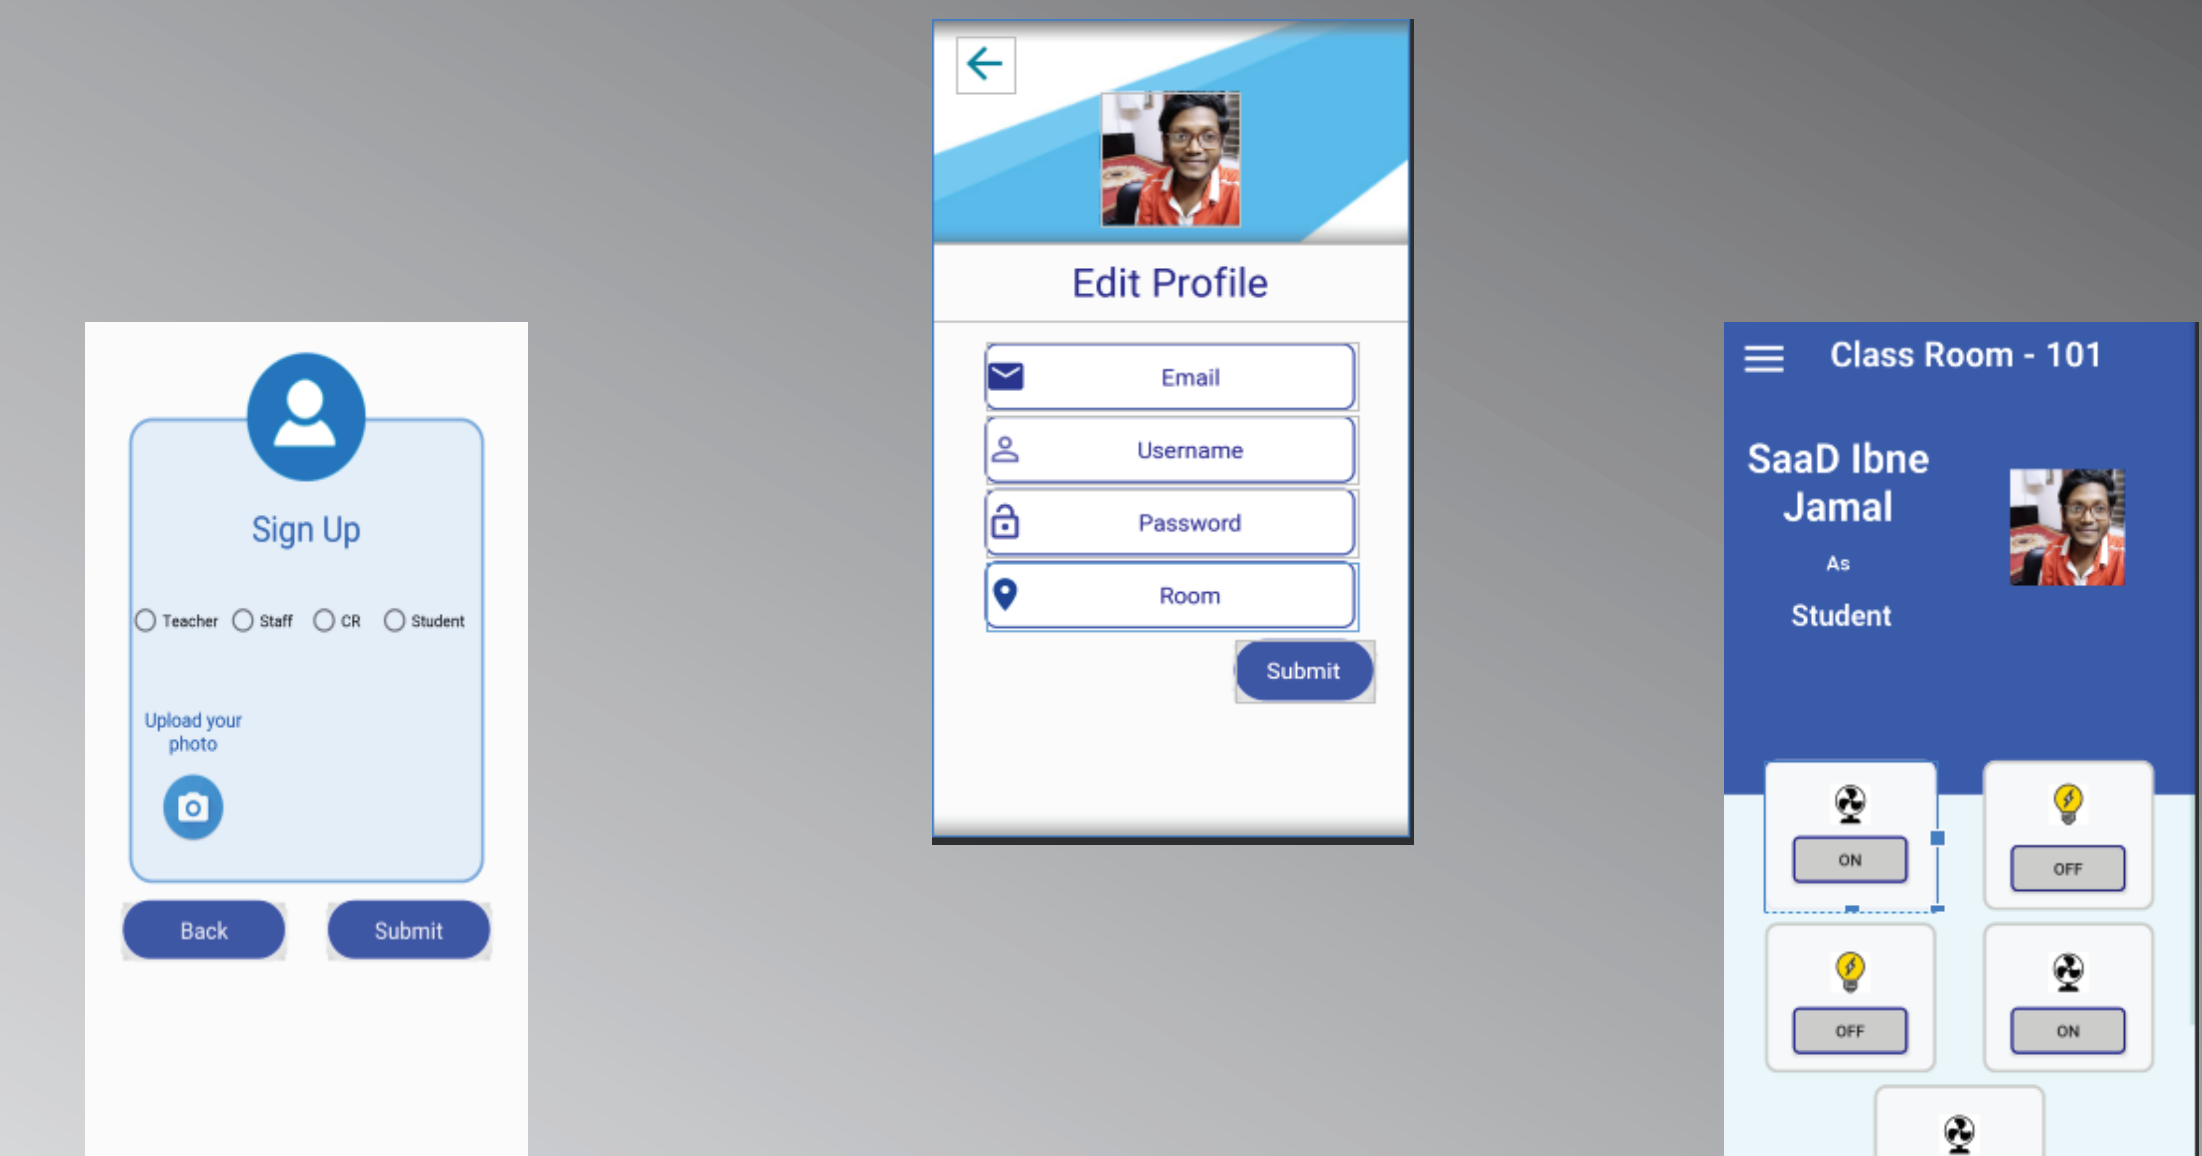 Sign Up
Teacher Staff CR Student
Upload your
photo
Back Submit
Edit Profile
Email
Username
Password
Room
Submit
Class Room - 101
SaaD Ibne
Jamal
As
Student
ON OFF
OFF ON